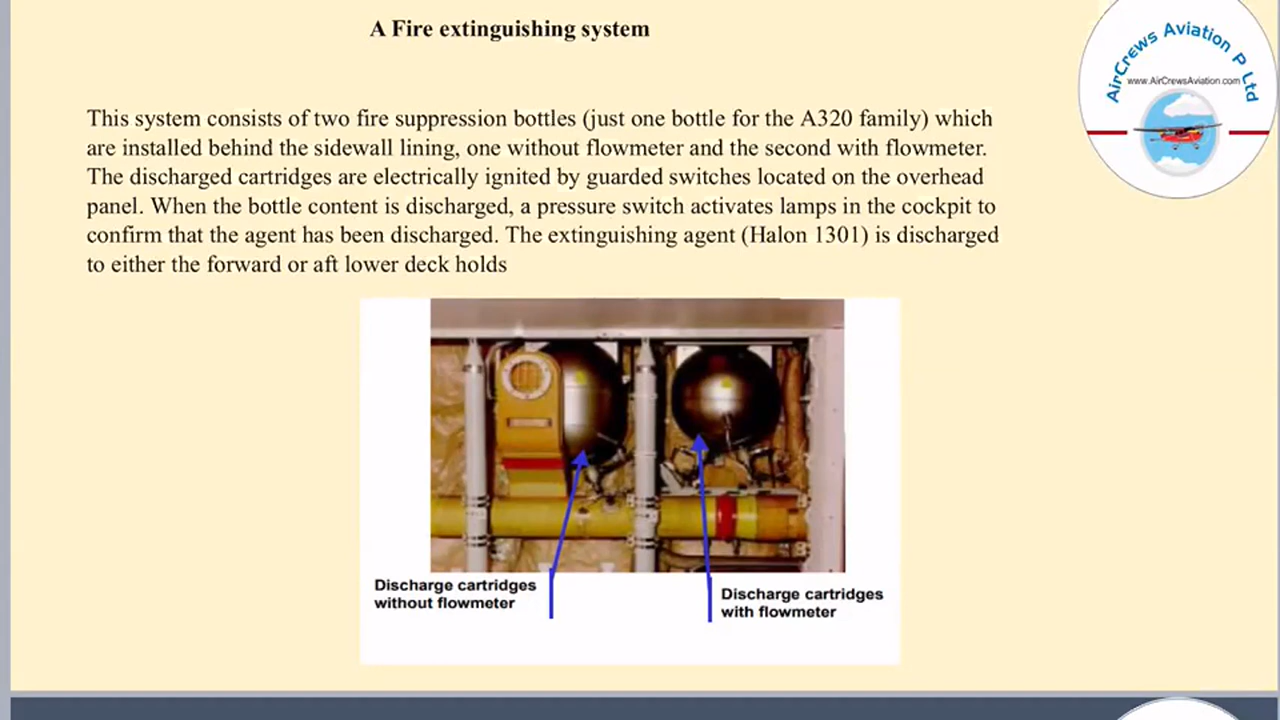 A Fire extinguishing system
AirCrews Aviation P Ltd
www.AirCrewsAviation.com
This system consists of two fire suppression bottles (just one bottle for the A320 family) which
are installed behind the sidewall lining, one without flowmeter and the second with flowmeter.
The discharged cartridges are electrically ignited by guarded switches located on the overhead
panel. When the bottle content is discharged, a pressure switch activates lamps in the cockpit to
confirm that the agent has been discharged. The extinguishing agent (Halon 1301) is discharged
to either the forward or aft lower deck holds
Discharge cartridges
without flowmeter
Discharge cartridges
with flowmeter